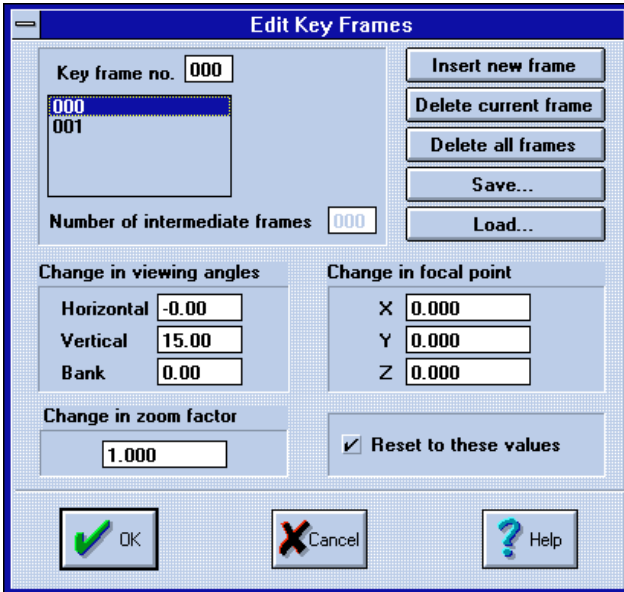 Edit Key Frames
Key frame no. 000
000
001
Number of intermediate frames 000
Insert new frame
Delete current frame
Delete all frames
Save...
Load...
Change in viewing angles
Horizontal -0.00
Vertical 15.00
Bank 0.00
Change in focal point
X 0.000
Y 0.000
Z 0.000
Change in zoom factor
1.000
Reset to these values
OK
Cancel
Help